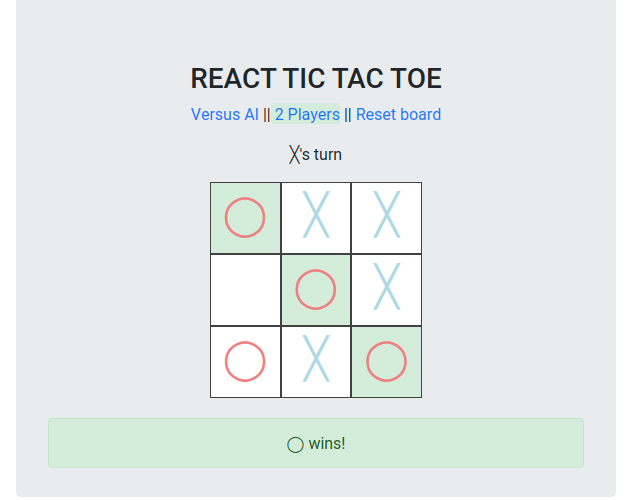 REACT TIC TAC TOE
Versus AI || 2 Players || Reset board
╳'s turn
◯ ╳ ╳
◯ ╳
◯ ╳ ◯
◯ wins!